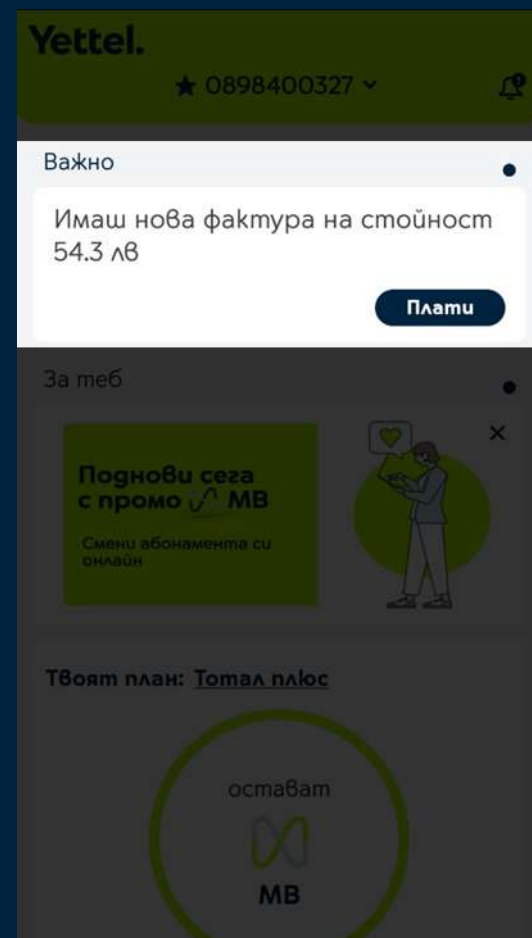 Yettel.
★ 0898400327
Важно
Имаш нова фактура на стойност
54.3 лв
Плати
За теб
Поднови сега
с промо MB
Смени абонамента си
онлайн
Твоят план: Тотал плюс
остават
MB